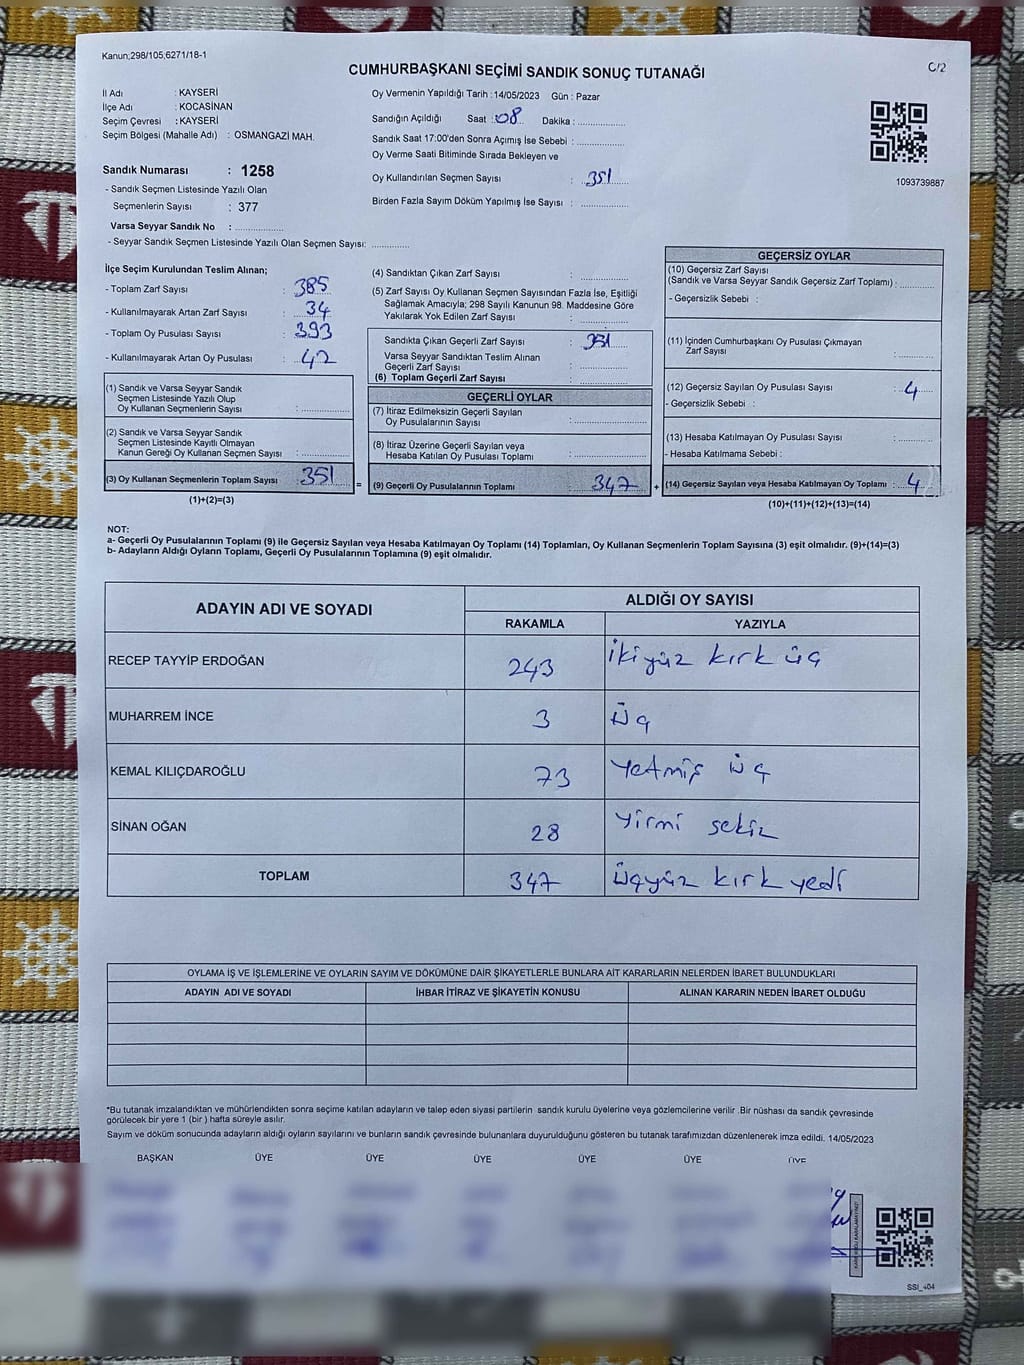 Kanun;298/105;6271/18-1
C/2
CUMHURBAŞKANI SEÇİMİ SANDIK SONUÇ TUTANAĞI
İl Adı : KAYSERİ
İlçe Adı : KOCASİNAN
Seçim Çevresi : KAYSERİ
Seçim Bölgesi (Mahalle Adı) : OSMANGAZİ MAH.
Sandık Numarası : 1258
- Sandık Seçmen Listesinde Yazılı Olan
Seçmenlerin Sayısı : 377
Varsa Seyyar Sandık No : ..............
- Seyyar Sandık Seçmen Listesinde Yazılı Olan Seçmen Sayısı: ............
Oy Vermenin Yapıldığı Tarih :14/05/2023 Gün : Pazar
Sandığın Açıldığı Saat : 08 Dakika : ..............
Sandık Saat 17:00'den Sonra Açımış İse Sebebi : ..............
Oy Verme Saati Bitiminde Sırada Bekleyen ve
Oy Kullandırılan Seçmen Sayısı : 351
Birden Fazla Sayım Döküm Yapılmış İse Sayısı : ..............
1093739887
İlçe Seçim Kurulundan Teslim Alınan;
- Toplam Zarf Sayısı : 385
- Kullanılmayarak Artan Zarf Sayısı : 34
- Toplam Oy Pusulası Sayısı : 393
- Kullanılmayarak Artan Oy Pusulası : 42
(1) Sandık ve Varsa Seyyar Sandık
Seçmen Listesinde Yazılı Olup
Oy Kullanan Seçmenlerin Sayısı : ..............
(2) Sandık ve Varsa Seyyar Sandık
Seçmen Listesinde Kayıtlı Olmayan
Kanun Gereği Oy Kullanan Seçmen Sayısı : ..............
(3) Oy Kullanan Seçmenlerin Toplam Sayısı : 351 =
(1)+(2)=(3)
(4) Sandıktan Çıkan Zarf Sayısı : ..............
(5) Zarf Sayısı Oy Kullanan Seçmen Sayısından Fazla İse, Eşitliği
Sağlamak Amacıyla; 298 Sayılı Kanunun 98. Maddesine Göre
Yakılarak Yok Edilen Zarf Sayısı : ..............
Sandıkta Çıkan Geçerli Zarf Sayısı : 351
Varsa Seyyar Sandıktan Teslim Alınan
Geçerli Zarf Sayısı : ..............
(6) Toplam Geçerli Zarf Sayısı : ..............
GEÇERLİ OYLAR
(7) İtiraz Edilmeksizin Geçerli Sayılan
Oy Pusulalarının Sayısı : ..............
(8) İtiraz Üzerine Geçerli Sayılan veya
Hesaba Katılan Oy Pusulası Toplamı : ..............
(9) Geçerli Oy Pusulalarının Toplamı : 347 +
GEÇERSİZ OYLAR
(10) Geçersiz Zarf Sayısı
(Sandık ve Varsa Seyyar Sandık Geçersiz Zarf Toplamı) : ............
- Geçersizlik Sebebi :
(11) İçinden Cumhurbaşkanı Oy Pusulası Çıkmayan
Zarf Sayısı : ............
(12) Geçersiz Sayılan Oy Pusulası Sayısı : 4
- Geçersizlik Sebebi :
(13) Hesaba Katılmayan Oy Pusulası Sayısı : ............
- Hesaba Katılmama Sebebi :
(14) Geçersiz Sayılan veya Hesaba Katılmayan Oy Toplamı : 4
(10)+(11)+(12)+(13)=(14)
NOT:
a- Geçerli Oy Pusulalarının Toplamı (9) ile Geçersiz Sayılan veya Hesaba Katılmayan Oy Toplamı (14) Toplamları, Oy Kullanan Seçmenlerin Toplam Sayısına (3) eşit olmalıdır. (9)+(14)=(3)
b- Adayların Aldığı Oyların Toplamı, Geçerli Oy Pusulalarının Toplamına (9) eşit olmalıdır.
ADAYIN ADI VE SOYADI ALDIĞI OY SAYISI
RAKAMLA YAZIYLA
RECEP TAYYİP ERDOĞAN 243 İkiyüz kırk üç
MUHARREM İNCE 3 Üç
KEMAL KILIÇDAROĞLU 73 Yetmiş üç
SİNAN OĞAN 28 Yirmi sekiz
TOPLAM 347 Üçyüz kırk yedi
OYLAMA İŞ VE İŞLEMLERİNE VE OYLARIN SAYIM VE DÖKÜMÜNE DAİR ŞİKAYETLERLE BUNLARA AİT KARARLARIN NELERDEN İBARET BULUNDUKLARI
ADAYIN ADI VE SOYADI İHBAR İTİRAZ VE ŞİKAYETİN KONUSU ALINAN KARARIN NEDEN İBARET OLDUĞU
*Bu tutanak imzalandıktan ve mühürlendikten sonra seçime katılan adayların ve talep eden siyasi partilerin sandık kurulu üyelerine veya gözlemcilerine verilir .Bir nüshası da sandık çevresinde
görülecek bir yere 1 (bir ) hafta süreyle asılır.
Sayım ve döküm sonucunda adayların aldığı oyların sayılarını ve bunların sandık çevresinde bulunanlara duyurulduğunu gösteren bu tutanak tarafımızdan düzenlenerek imza edildi. 14/05/2023
BAŞKAN ÜYE ÜYE ÜYE ÜYE ÜYE ÜYE
SSI_404